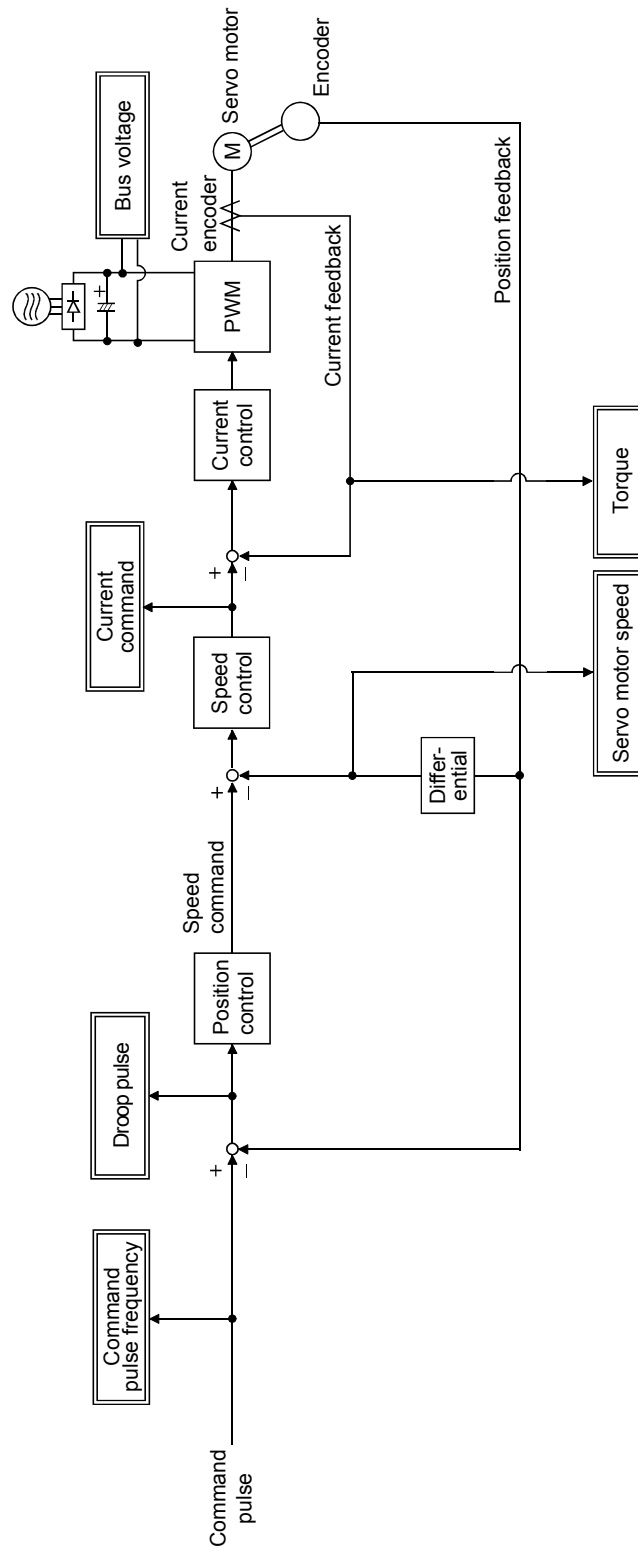 Command
pulse
Command
pulse frequency
+
−
Droop pulse
Position
control
Speed
command
+
−
Differ-
ential
Speed
control
Servo motor speed
Current
command
+
−
Current
control
Current feedback
Torque
PWM
+
Bus voltage
Current
encoder
Servo motor
M
Encoder
Position feedback